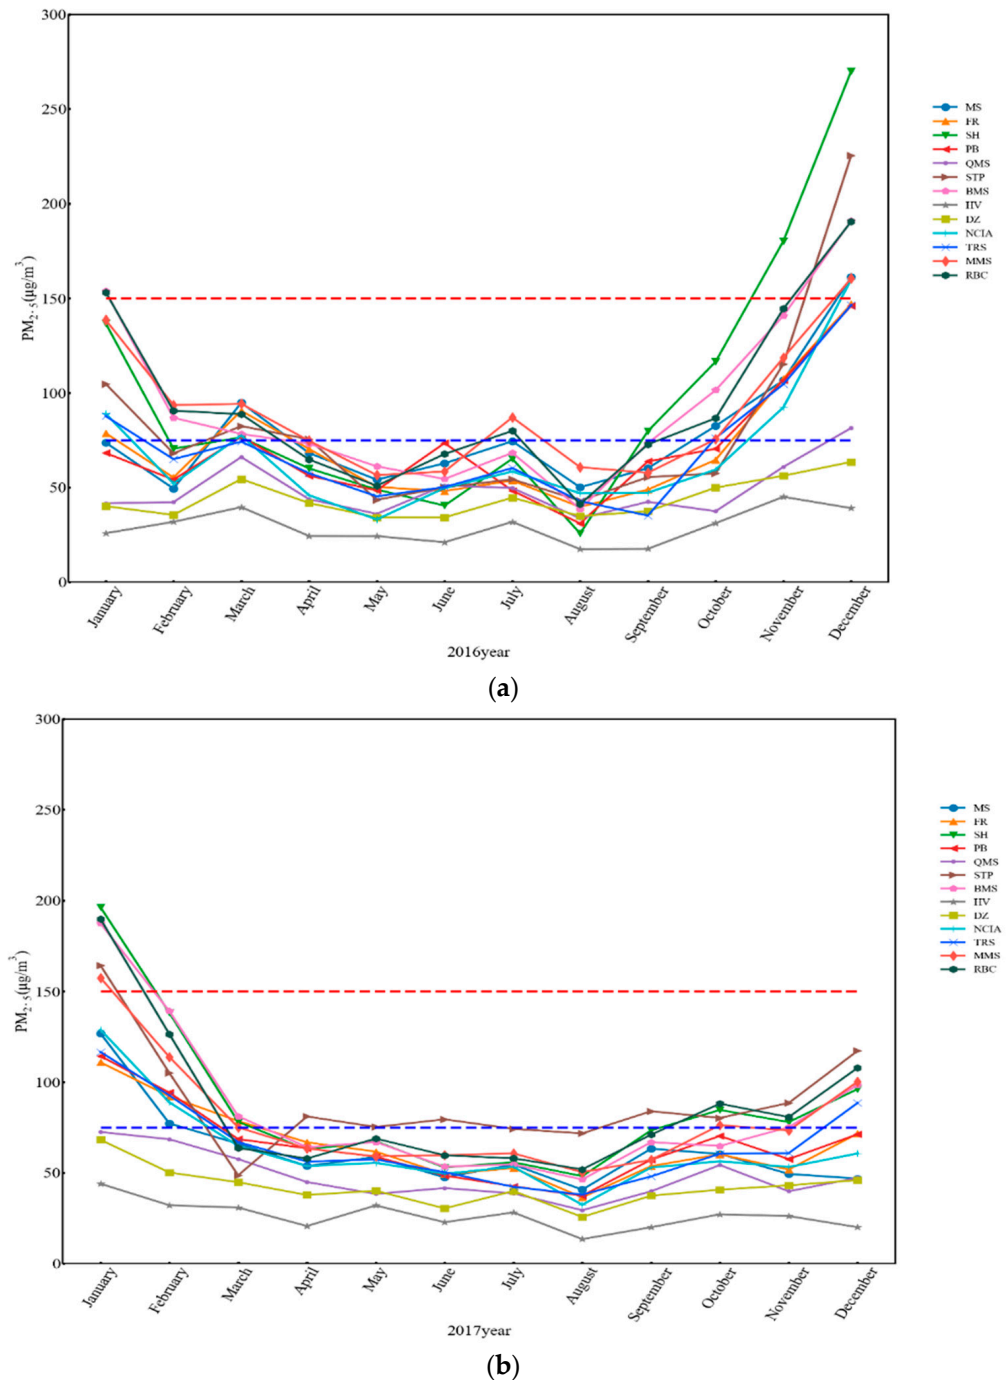 300
250
200
150
100
50
0
PM2.5(μg/m³)
January
February
March
April
May
June
July
August
September
October
November
December
2016year
MS
FR
SH
PB
QMS
STP
BMS
HV
DZ
NCIA
TRS
MMS
RBC
(a)
300
250
200
150
100
50
0
PM2.5(μg/m³)
January
February
March
April
May
June
July
August
September
October
November
December
2017year
MS
FR
SH
PB
QMS
STP
BMS
HV
DZ
NCIA
TRS
MMS
RBC
(b)